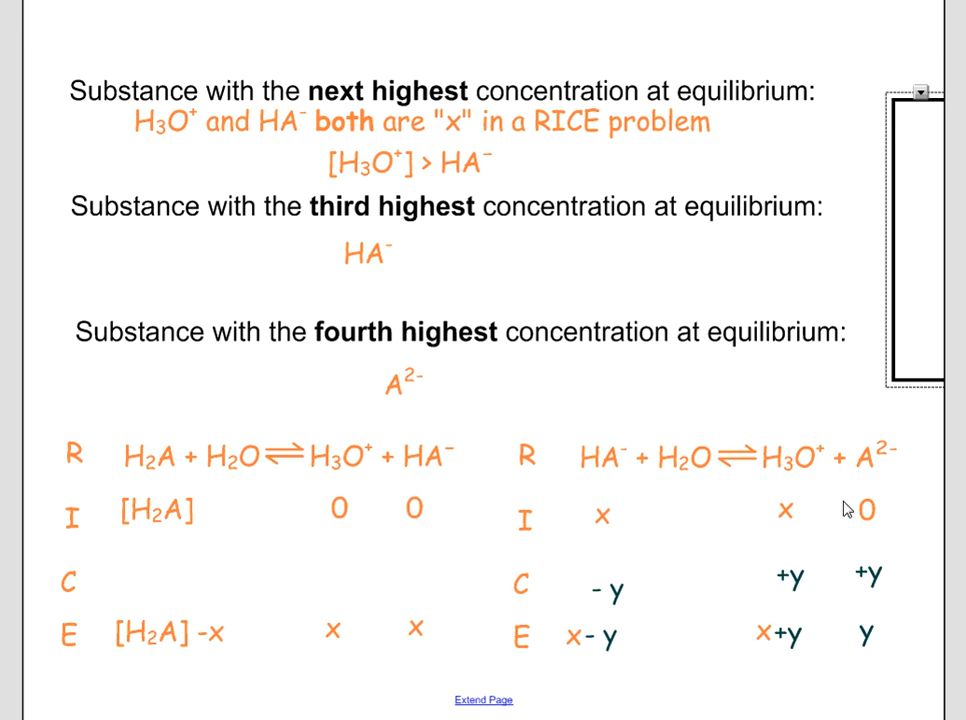 Substance with the next highest concentration at equilibrium:
H₃O⁺ and HA⁻ both are "x" in a RICE problem
[H₃O⁺] > HA⁻
Substance with the third highest concentration at equilibrium:
HA⁻
Substance with the fourth highest concentration at equilibrium:
A²⁻
R H₂A + H₂O ⇌ H₃O⁺ + HA⁻
I [H₂A] 0 0
C
E [H₂A] -x x x
R HA⁻ + H₂O ⇌ H₃O⁺ + A²⁻
I x x 0
C - y +y +y
E x - y x+y y
Extend Page